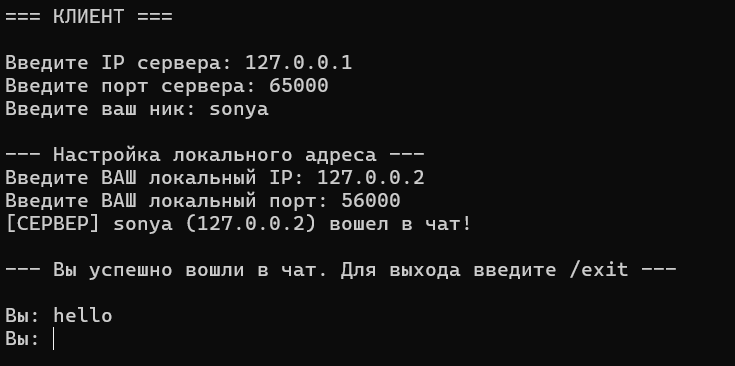 === КЛИЕНТ ===
Введите IP сервера: 127.0.0.1
Введите порт сервера: 65000
Введите ваш ник: sonya
--- Настройка локального адреса ---
Введите ВАШ локальный IP: 127.0.0.2
Введите ВАШ локальный порт: 56000
[СЕРВЕР] sonya (127.0.0.2) вошел в чат!
--- Вы успешно вошли в чат. Для выхода введите /exit ---
Вы: hello
Вы: